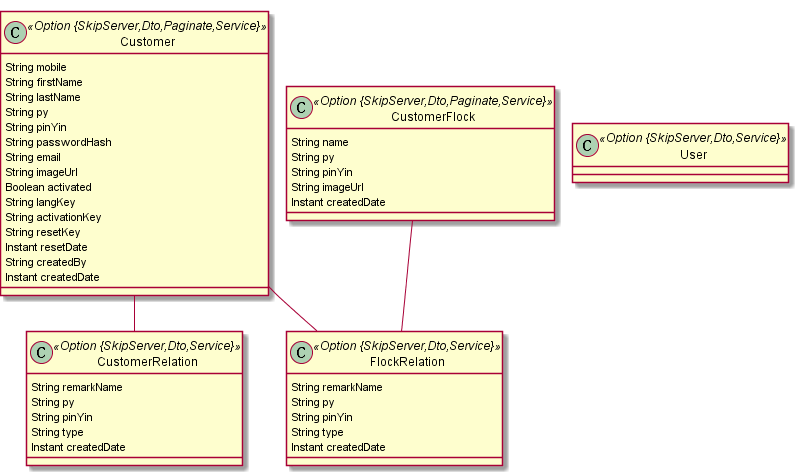 C «Option {SkipServer,Dto,Paginate,Service}»
Customer
String mobile
String firstName
String lastName
String py
String pinYin
String passwordHash
String email
String imageUrl
Boolean activated
String langKey
String activationKey
String resetKey
Instant resetDate
String createdBy
Instant createdDate
C «Option {SkipServer,Dto,Paginate,Service}»
CustomerFlock
String name
String py
String pinYin
String imageUrl
Instant createdDate
C «Option {SkipServer,Dto,Service}»
User
C «Option {SkipServer,Dto,Service}»
CustomerRelation
String remarkName
String py
String pinYin
String type
Instant createdDate
C «Option {SkipServer,Dto,Service}»
FlockRelation
String remarkName
String py
String pinYin
String type
Instant createdDate